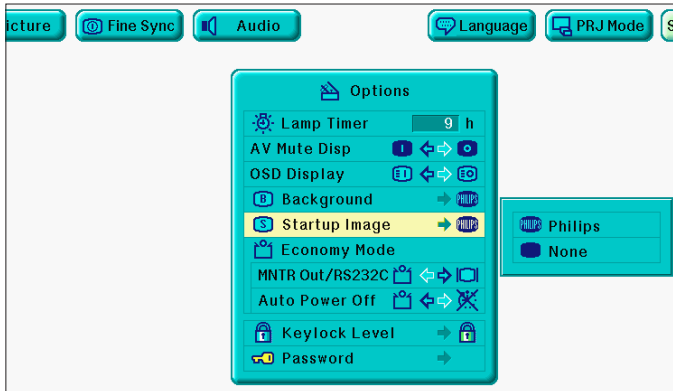 icture
Fine Sync
Audio
Language
PRJ Mode
S
Options
Lamp Timer 9 h
AV Mute Disp
OSD Display
B Background PHILIPS
S Startup Image PHILIPS
Economy Mode
MNTR Out/RS232C
Auto Power Off
Keylock Level
Password
PHILIPS Philips
None